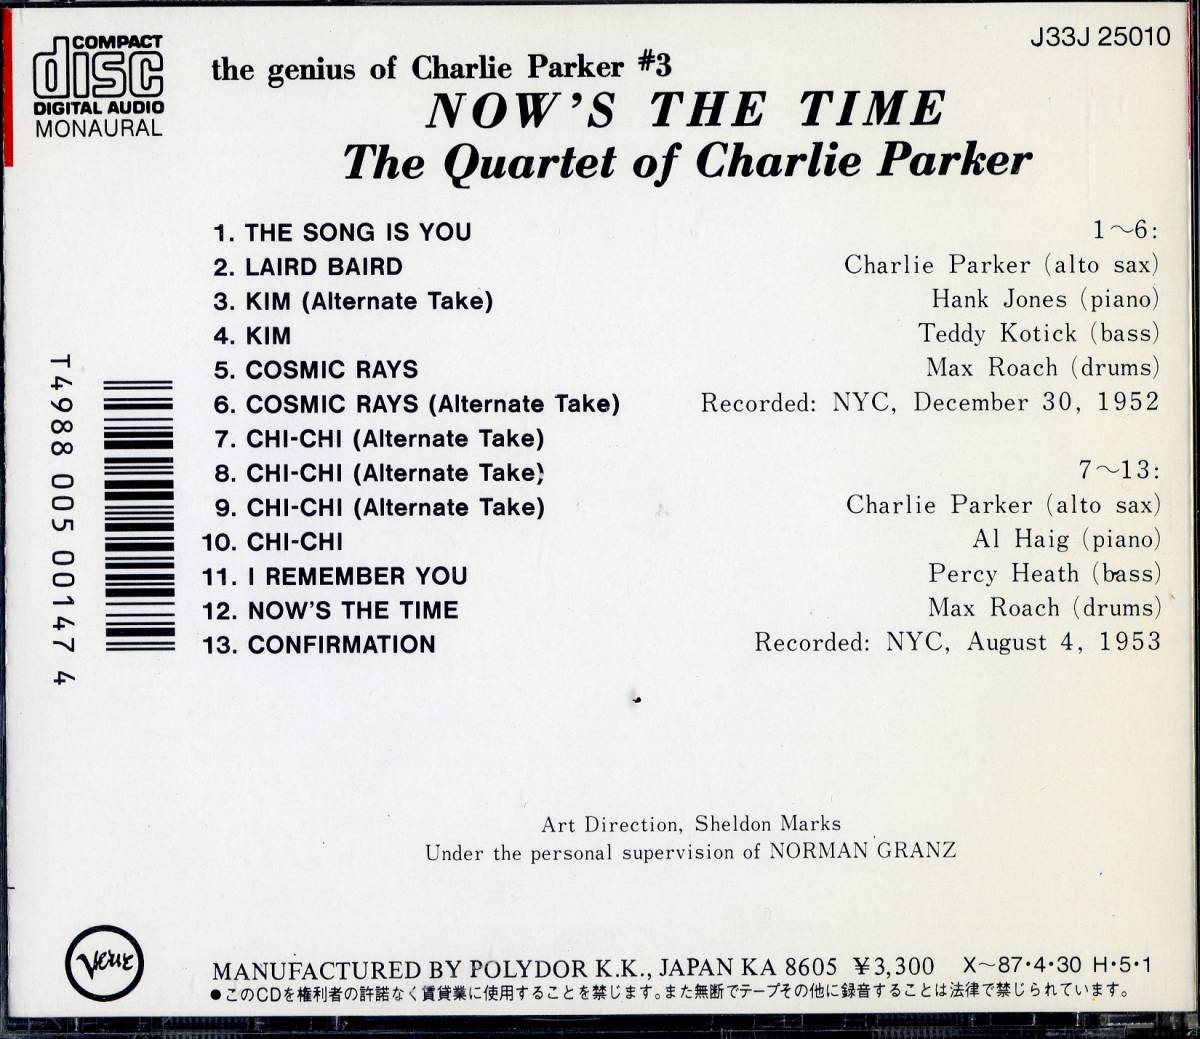 COMPACT
disc
DIGITAL AUDIO
MONAURAL
J33J 25010
the genius of Charlie Parker #3
NOW'S THE TIME
The Quartet of Charlie Parker
1. THE SONG IS YOU
2. LAIRD BAIRD
3. KIM (Alternate Take)
4. KIM
5. COSMIC RAYS
6. COSMIC RAYS (Alternate Take)
7. CHI-CHI (Alternate Take)
8. CHI-CHI (Alternate Take)
9. CHI-CHI (Alternate Take)
10. CHI-CHI
11. I REMEMBER YOU
12. NOW'S THE TIME
13. CONFIRMATION
1〜6:
Charlie Parker (alto sax)
Hank Jones (piano)
Teddy Kotick (bass)
Max Roach (drums)
Recorded: NYC, December 30, 1952
7〜13:
Charlie Parker (alto sax)
Al Haig (piano)
Percy Heath (bass)
Max Roach (drums)
Recorded: NYC, August 4, 1953
T4988 005 00147 4
Art Direction, Sheldon Marks
Under the personal supervision of NORMAN GRANZ
Verve
MANUFACTURED BY POLYDOR K.K., JAPAN KA 8605 ¥3,300 X〜87・4・30 H・5・1
●このCDを権利者の許諾なく賃貸業に使用することを禁じます。また無断でテープその他に録音することは法律で禁じられています。